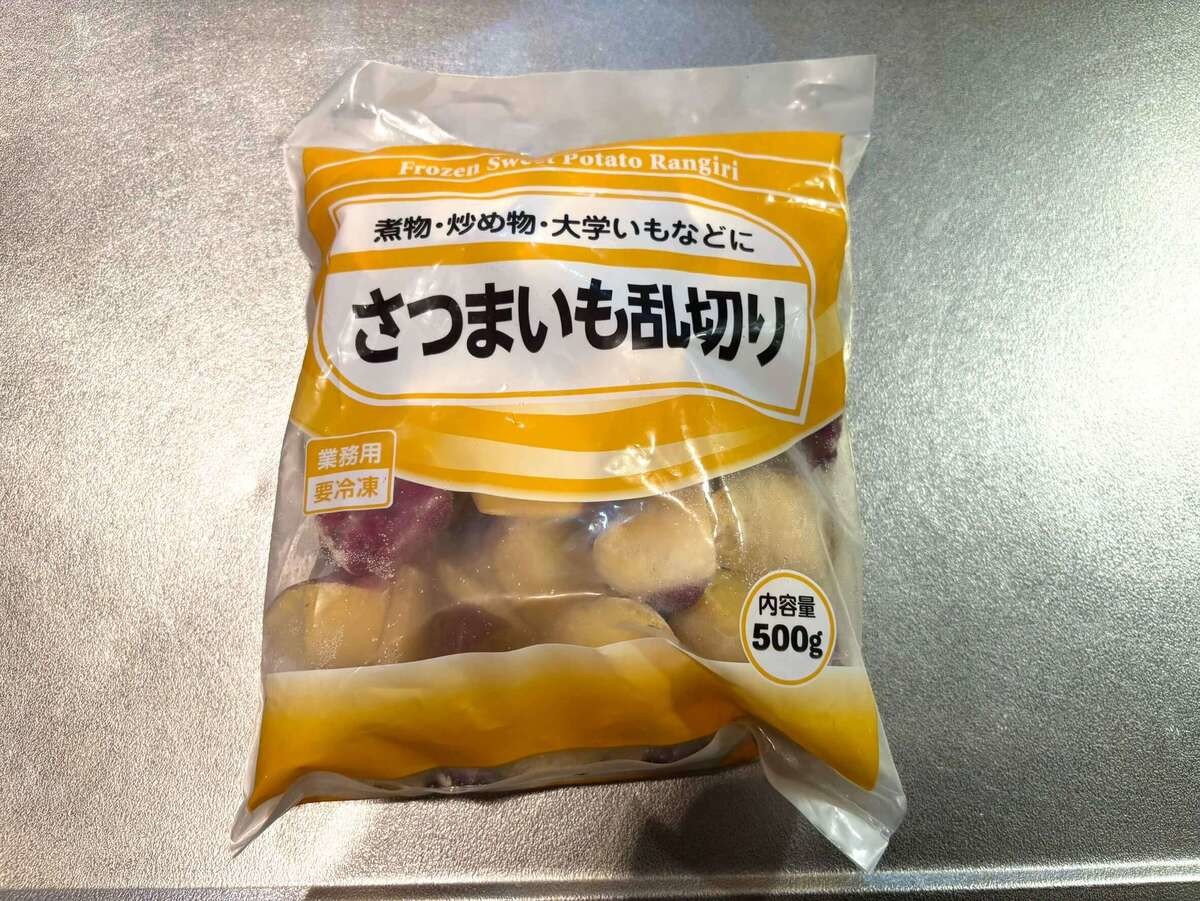 Frozen Sweet Potato Rangiri
煮物・炒め物・大学いもなどに
さつまいも乱切り
業務用
要冷凍
内容量
500g